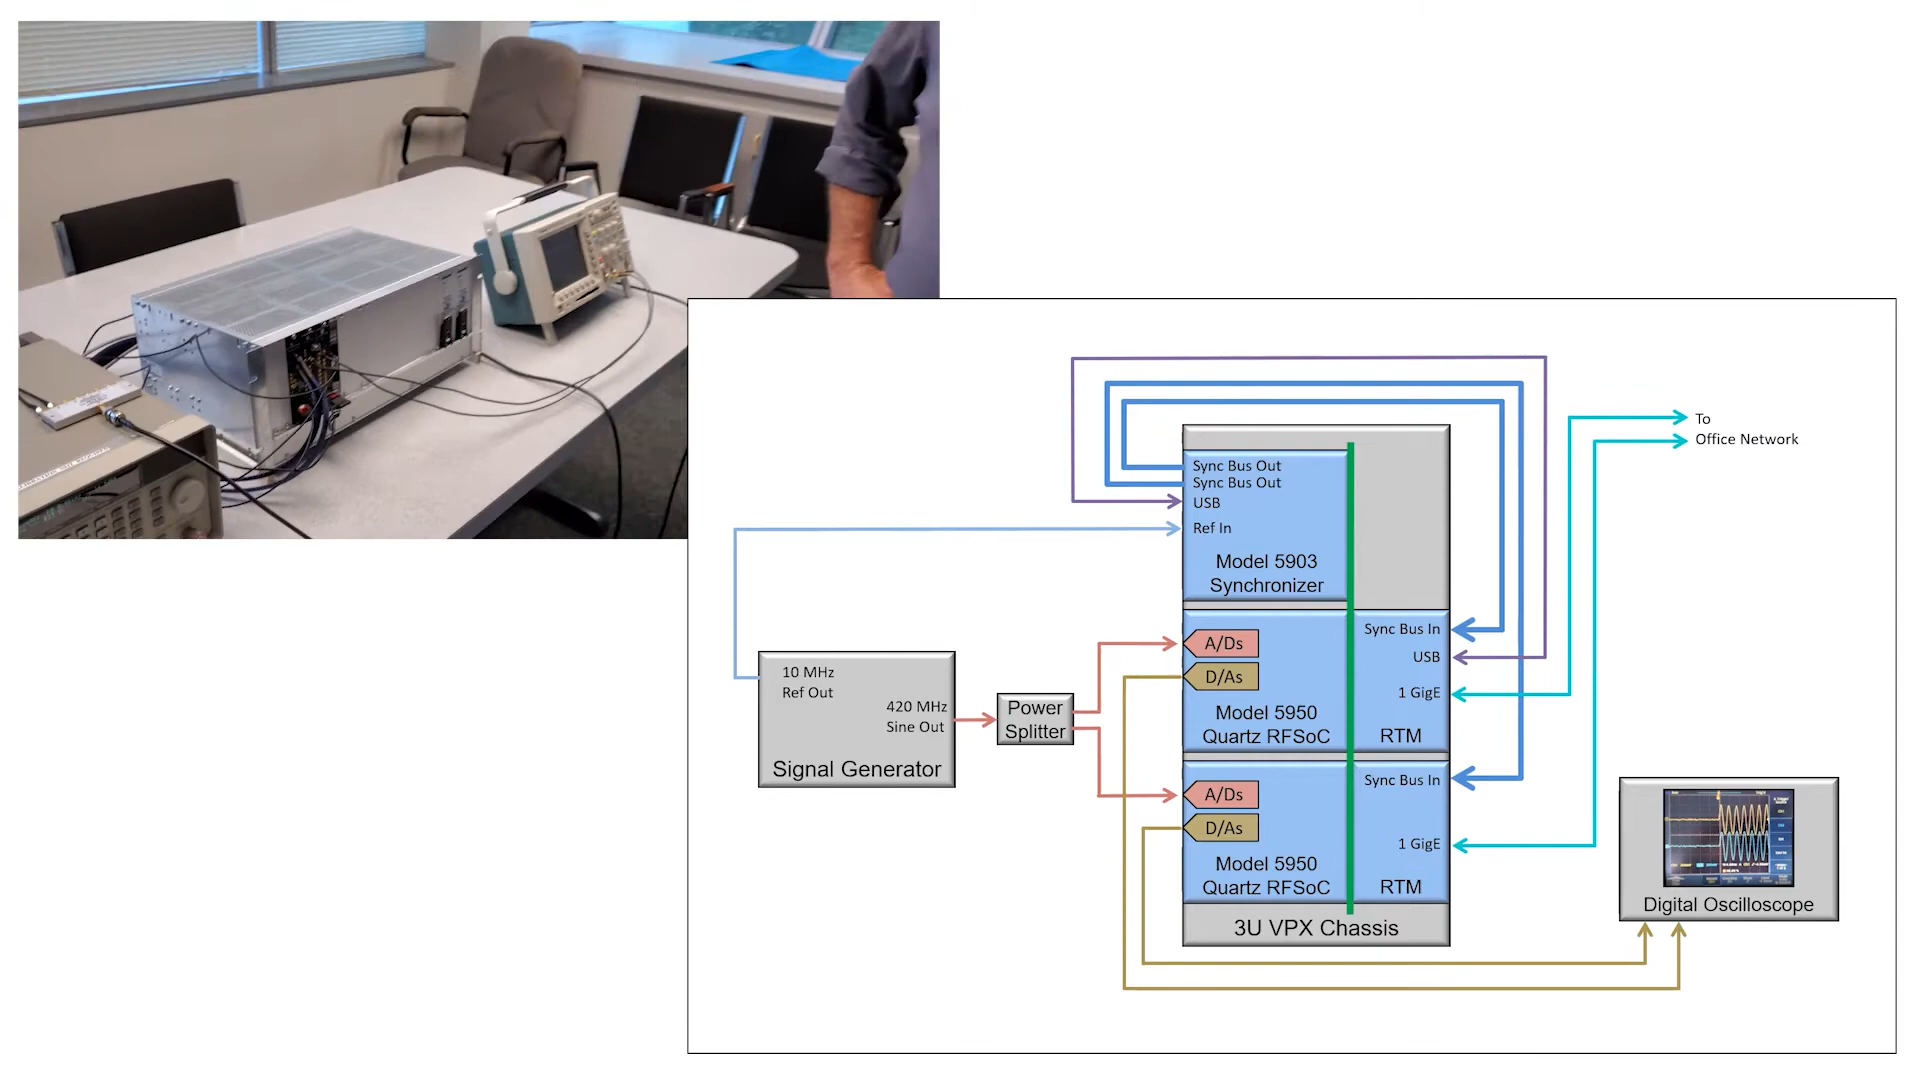 To
Office Network
Sync Bus Out
Sync Bus Out
USB
Ref In
Model 5903
Synchronizer
A/Ds
D/As
Model 5950
Quartz RFSoC
Sync Bus In
USB
1 GigE
RTM
10 MHz
Ref Out
420 MHz
Sine Out
Signal Generator
Power
Splitter
A/Ds
D/As
Model 5950
Quartz RFSoC
Sync Bus In
1 GigE
RTM
3U VPX Chassis
Digital Oscilloscope